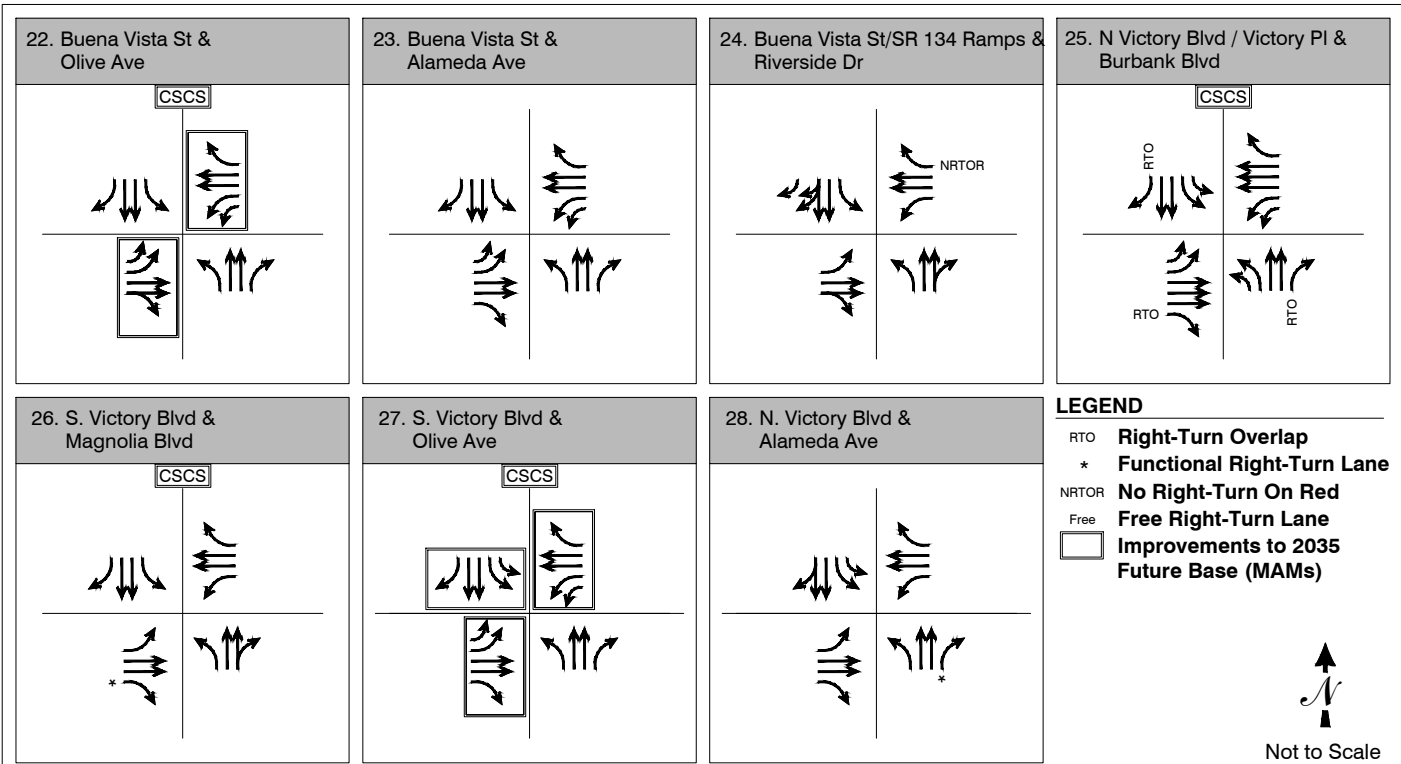 22. Buena Vista St &
Olive Ave
CSCS
23. Buena Vista St &
Alameda Ave
24. Buena Vista St/SR 134 Ramps &
Riverside Dr
NRTOR
25. N Victory Blvd / Victory Pl &
Burbank Blvd
CSCS
RTO
RTO
RTO
26. S. Victory Blvd &
Magnolia Blvd
CSCS
*
27. S. Victory Blvd &
Olive Ave
CSCS
28. N. Victory Blvd &
Alameda Ave
*
LEGEND
RTO Right-Turn Overlap
* Functional Right-Turn Lane
NRTOR No Right-Turn On Red
Free Free Right-Turn Lane
Improvements to 2035
Future Base (MAMs)
N
Not to Scale